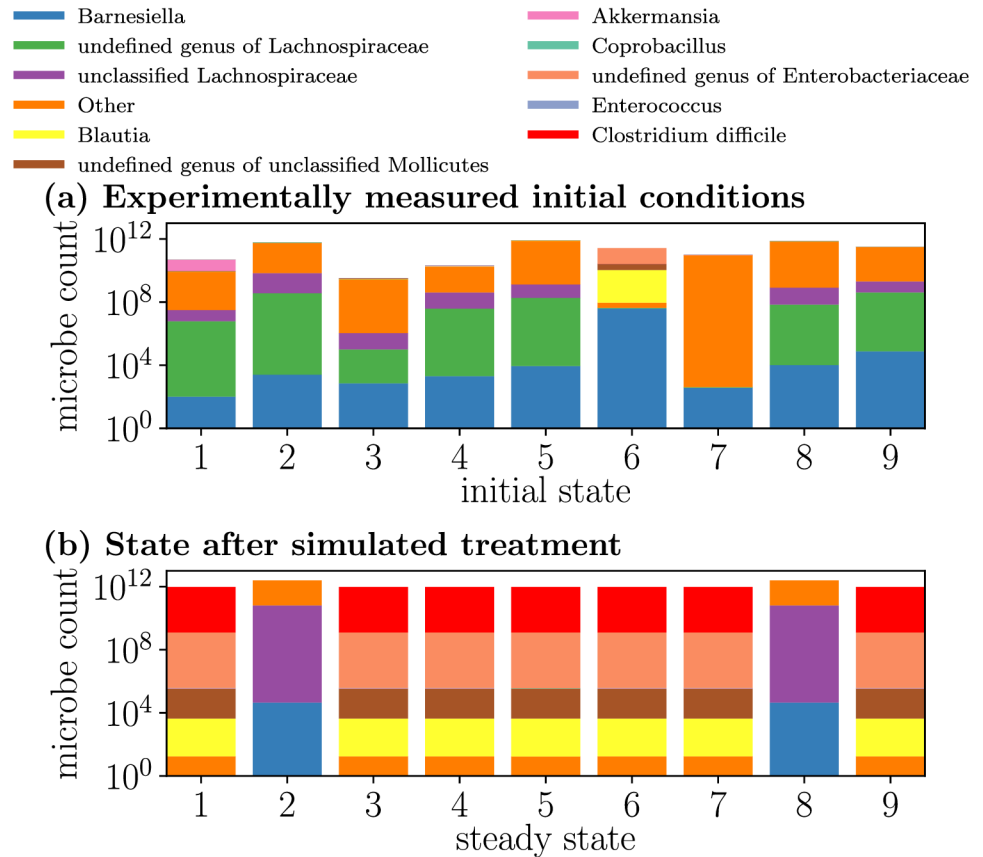 Barnesiella
undefined genus of Lachnospiraceae
unclassified Lachnospiraceae
Other
Blautia
undefined genus of unclassified Mollicutes
Akkermansia
Coprobacillus
undefined genus of Enterobacteriaceae
Enterococcus
Clostridium difficile
(a) Experimentally measured initial conditions
microbe count
10^12
10^8
10^4
10^0
1 2 3 4 5 6 7 8 9
initial state
(b) State after simulated treatment
microbe count
10^12
10^8
10^4
10^0
1 2 3 4 5 6 7 8 9
steady state